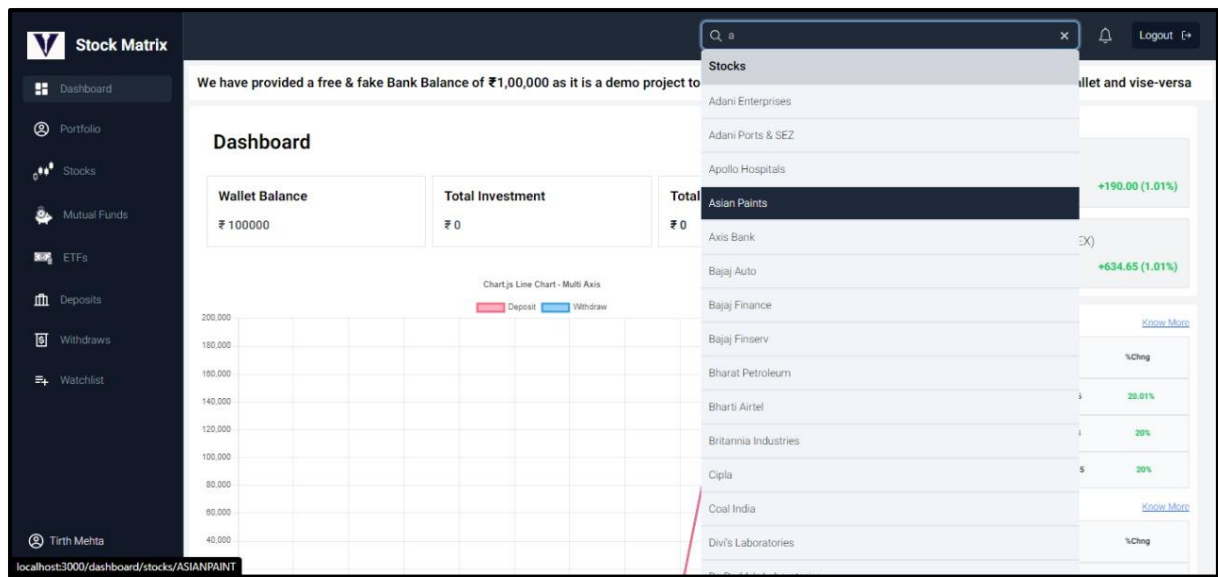 Stock Matrix
a
Logout
Dashboard
Portfolio
Stocks
Mutual Funds
ETFs
Deposits
Withdraws
Watchlist
Tirth Mehta
localhost:3000/dashboard/stocks/ASIANPAINT
We have provided a free & fake Bank Balance of ₹1,00,000 as it is a demo project to
and vise-versa
Dashboard
Wallet Balance
₹ 100000
Total Investment
₹ 0
Total
₹ 0
Chart.js Line Chart - Multi Axis
Deposit Withdraw
200,000
180,000
160,000
140,000
120,000
100,000
80,000
60,000
40,000
Stocks
Adani Enterprises
Adani Ports & SEZ
Apollo Hospitals
Asian Paints
Axis Bank
Bajaj Auto
Bajaj Finance
Bajaj Finserv
Bharat Petroleum
Bharti Airtel
Britannia Industries
Cipla
Coal India
Divi's Laboratories
+190.00 (1.01%)
EX)
+634.65 (1.01%)
Know More
%Chng
20.01%
20%
5 20%
Know More
%Chng